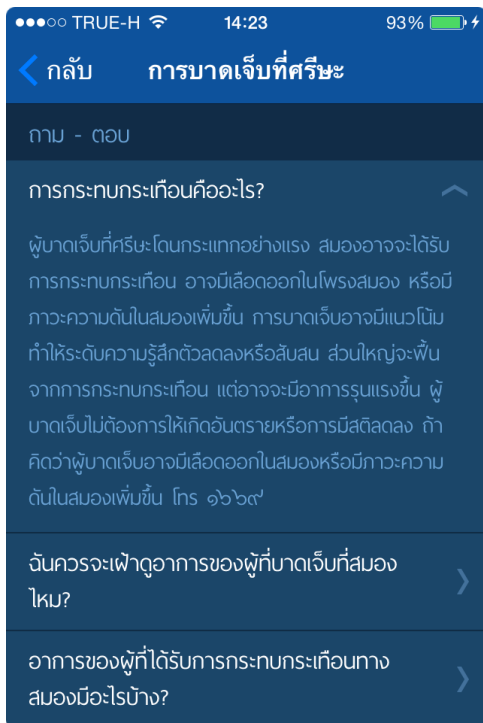 TRUE-H 14:23 93%
กลับ การบาดเจ็บที่ศรีษะ
ถาม - ตอบ
การกระทบกระเทือนคืออะไร?
ผู้บาดเจ็บที่ศรีษะโดนกระแทกอย่างแรง สมองอาจจะได้รับ
การกระทบกระเทือน อาจมีเลือดออกในโพรงสมอง หรือมี
ภาวะความดันในสมองเพิ่มขึ้น การบาดเจ็บอาจมีแนวโน้ม
ทำให้ระดับความรู้สึกตัวลดลงหรือสับสน ส่วนใหญ่จะฟื้น
จากการกระทบกระเทือน แต่อาจจะมีอาการรุนแรงขึ้น ผู้
บาดเจ็บไม่ต้องการให้เกิดอันตรายหรือการมีสติลดลง ถ้า
คิดว่าผู้บาดเจ็บอาจมีเลือดออกในสมองหรือมีภาวะความ
ดันในสมองเพิ่มขึ้น โทร ๑๖๖๙
ฉันควรจะเฝ้าดูอาการของผู้ที่บาดเจ็บที่สมอง
ไหม?
อาการของผู้ที่ได้รับการกระทบกระเทือนทาง
สมองมีอะไรบ้าง?